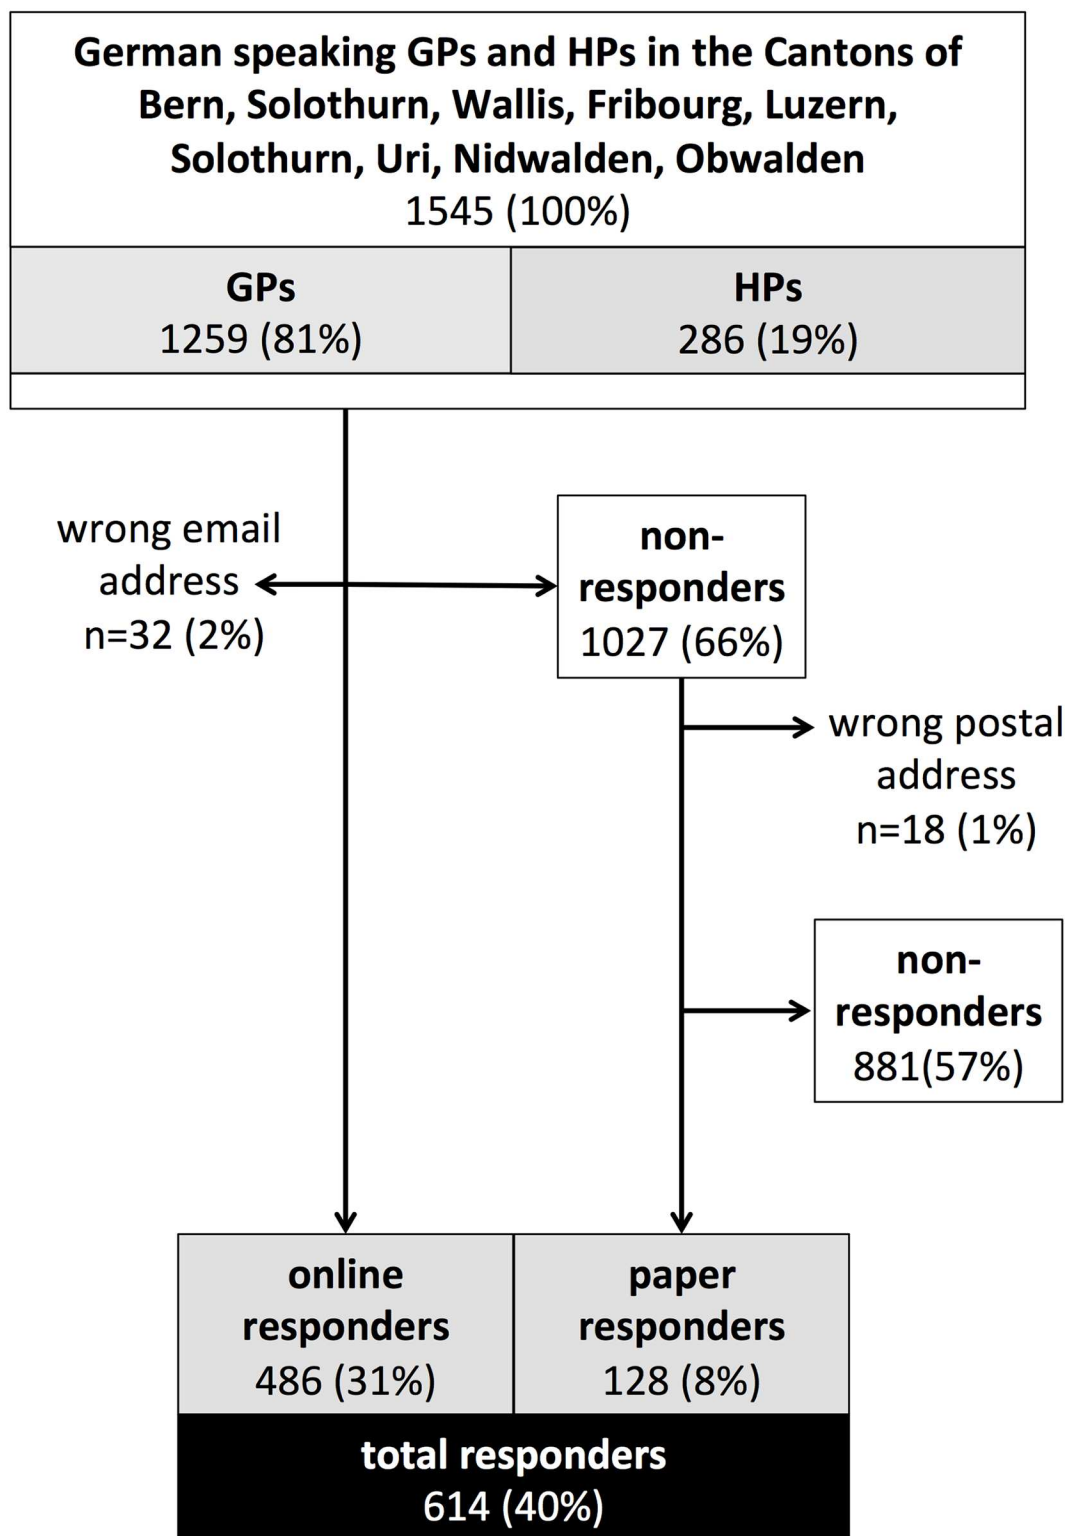 German speaking GPs and HPs in the Cantons of
Bern, Solothurn, Wallis, Fribourg, Luzern,
Solothurn, Uri, Nidwalden, Obwalden
1545 (100%)
GPs
1259 (81%)
HPs
286 (19%)
wrong email
address
n=32 (2%)
non-
responders
1027 (66%)
wrong postal
address
n=18 (1%)
non-
responders
881(57%)
online
responders
486 (31%)
paper
responders
128 (8%)
total responders
614 (40%)